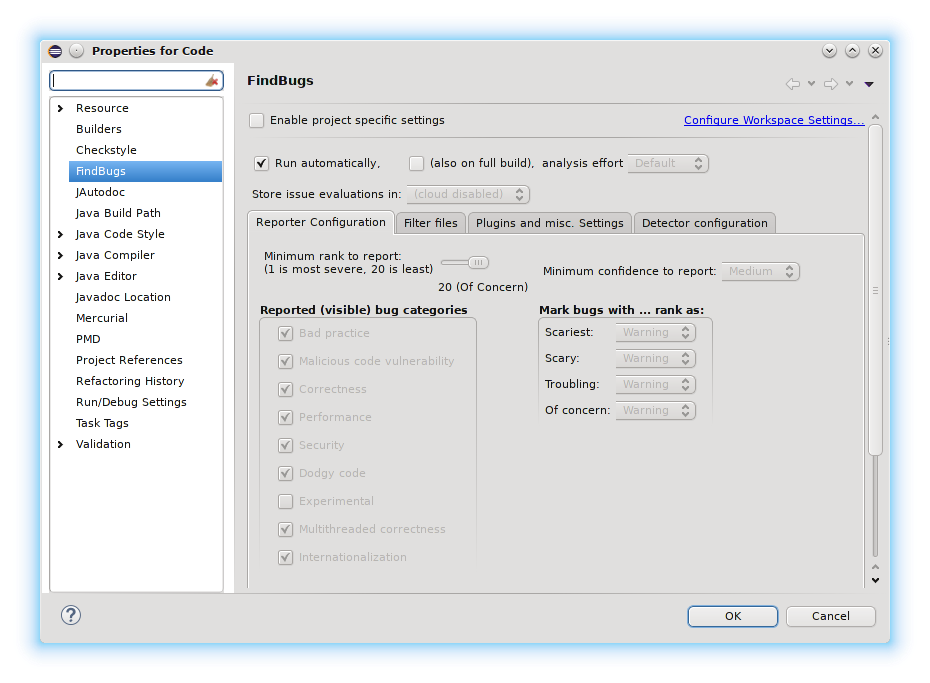 Properties for Code
Resource
Builders
Checkstyle
FindBugs
JAutodoc
Java Build Path
Java Code Style
Java Compiler
Java Editor
Javadoc Location
Mercurial
PMD
Project References
Refactoring History
Run/Debug Settings
Task Tags
Validation
FindBugs
Enable project specific settings Configure Workspace Settings...
Run automatically, (also on full build), analysis effort Default
Store issue evaluations in: (cloud disabled)
Reporter Configuration Filter files Plugins and misc. Settings Detector configuration
Minimum rank to report:
(1 is most severe, 20 is least)
20 (Of Concern)
Minimum confidence to report: Medium
Reported (visible) bug categories
Bad practice
Malicious code vulnerability
Correctness
Performance
Security
Dodgy code
Experimental
Multithreaded correctness
Internationalization
Mark bugs with ... rank as:
Scariest: Warning
Scary: Warning
Troubling: Warning
Of concern: Warning
? OK Cancel